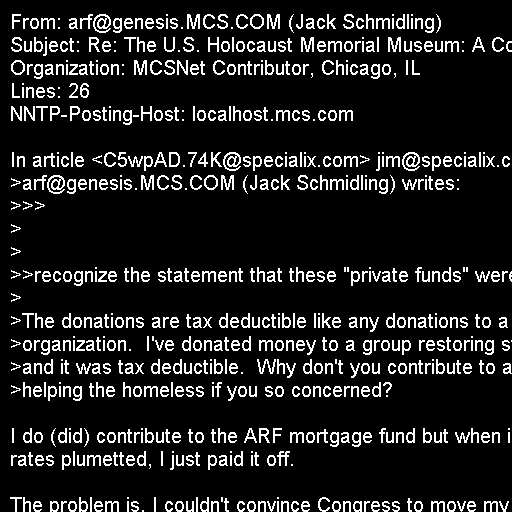 From: arf@genesis.MCS.COM (Jack Schmidling)
Subject: Re: The U.S. Holocaust Memorial Museum: A Co
Organization: MCSNet Contributor, Chicago, IL
Lines: 26
NNTP-Posting-Host: localhost.mcs.com

In article <C5wpAD.74K@specialix.com> jim@specialix.c
>arf@genesis.MCS.COM (Jack Schmidling) writes:
>>>
>
>
>>recognize the statement that these "private funds" were
>
>The donations are tax deductible like any donations to a
>organization.  I've donated money to a group restoring s
>and it was tax deductible.  Why don't you contribute to a
>helping the homeless if you so concerned?

I do (did) contribute to the ARF mortgage fund but when i
rates plumetted, I just paid it off.

The problem is, I couldn't convince Congress to move my